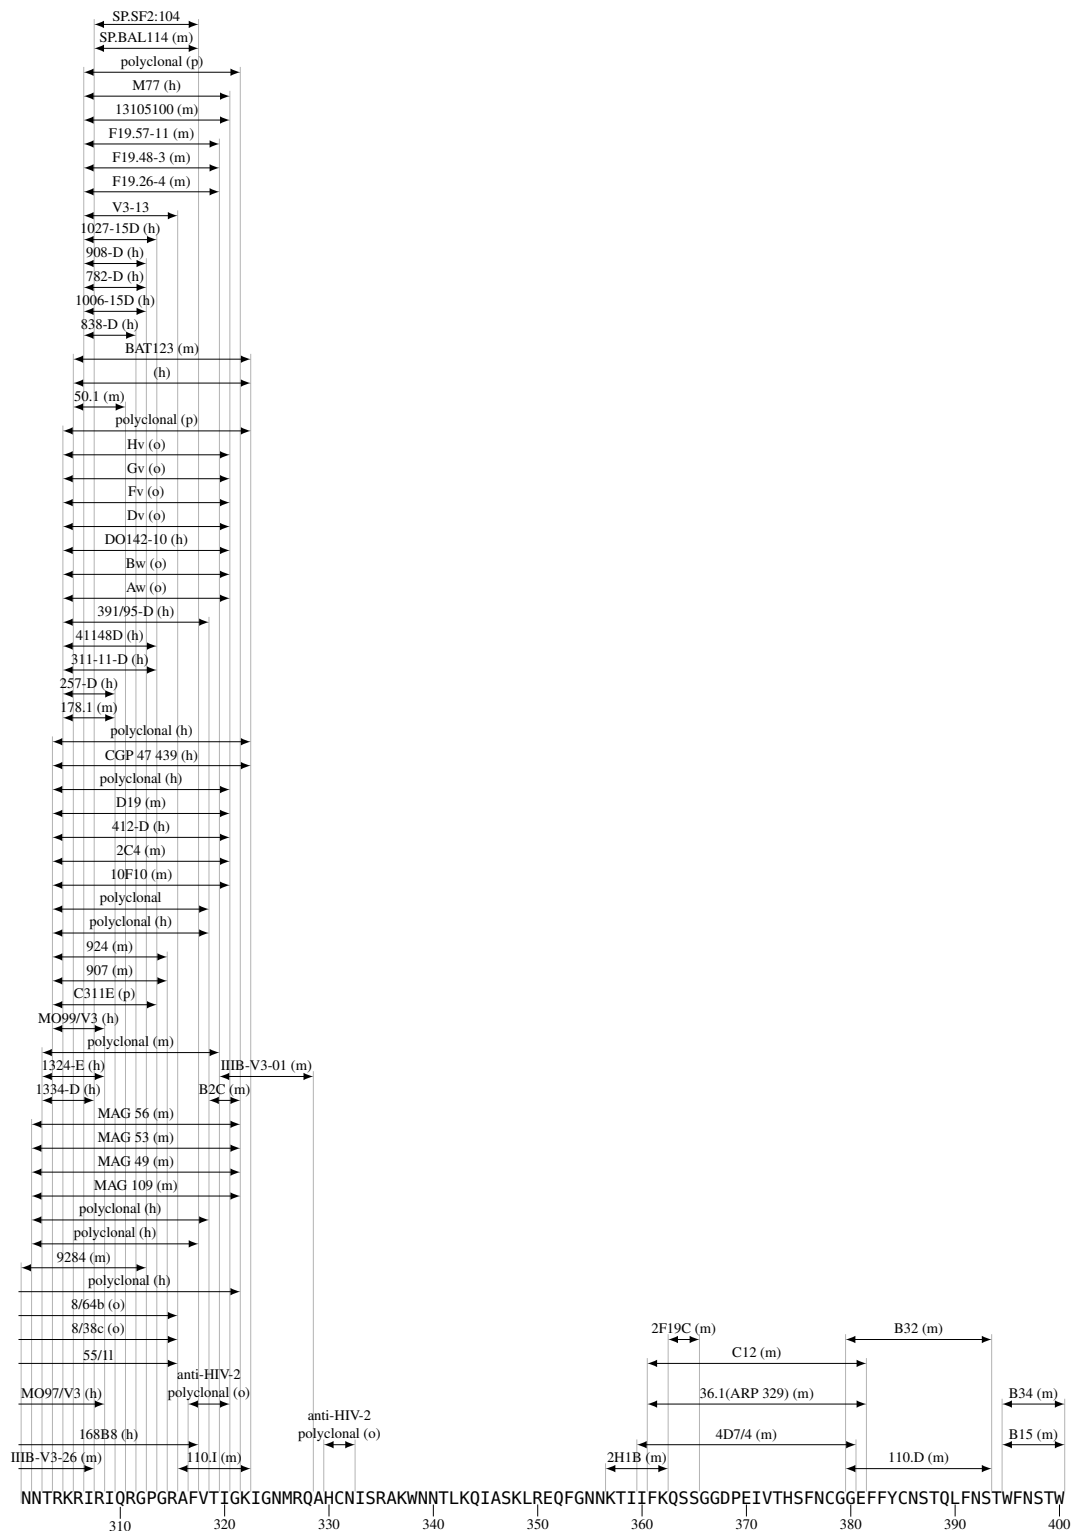 SP.SF2:104
SP.BAL114 (m)
polyclonal (p)
M77 (h)
13105100 (m)
F19.57-11 (m)
F19.48-3 (m)
F19.26-4 (m)
V3-13
1027-15D (h)
908-D (h)
782-D (h)
1006-15D (h)
838-D (h)
BAT123 (m)
(h)
50.1 (m)
polyclonal (p)
Hv (o)
Gv (o)
Fv (o)
Dv (o)
DO142-10 (h)
Bw (o)
Aw (o)
391/95-D (h)
41148D (h)
311-11-D (h)
257-D (h)
178.1 (m)
polyclonal (h)
CGP 47 439 (h)
polyclonal (h)
D19 (m)
412-D (h)
2C4 (m)
10F10 (m)
polyclonal
polyclonal (h)
924 (m)
907 (m)
C311E (p)
MO99/V3 (h)
polyclonal (m)
1324-E (h) IIIB-V3-01 (m)
1334-D (h) B2C (m)
MAG 56 (m)
MAG 53 (m)
MAG 49 (m)
MAG 109 (m)
polyclonal (h)
polyclonal (h)
9284 (m)
polyclonal (h)
8/64b (o)
8/38c (o) 2F19C (m) B32 (m)
55/11 C12 (m)
anti-HIV-2
MO97/V3 (h) polyclonal (o) 36.1(ARP 329) (m) B34 (m)
anti-HIV-2
168B8 (h) polyclonal (o) 4D7/4 (m) B15 (m)
IIIB-V3-26 (m) 110.I (m) 2H1B (m) 110.D (m)
NNTRKRIRIQRGPGRAFVTIGKIGNMRQAHCNISRAKWNNTLKQIASKLREQFGNNKTIIFKQSSGGDPEIVTHSFNCGGEFFYCNSTQLFNSTWFNSTW
310 320 330 340 350 360 370 380 390 400